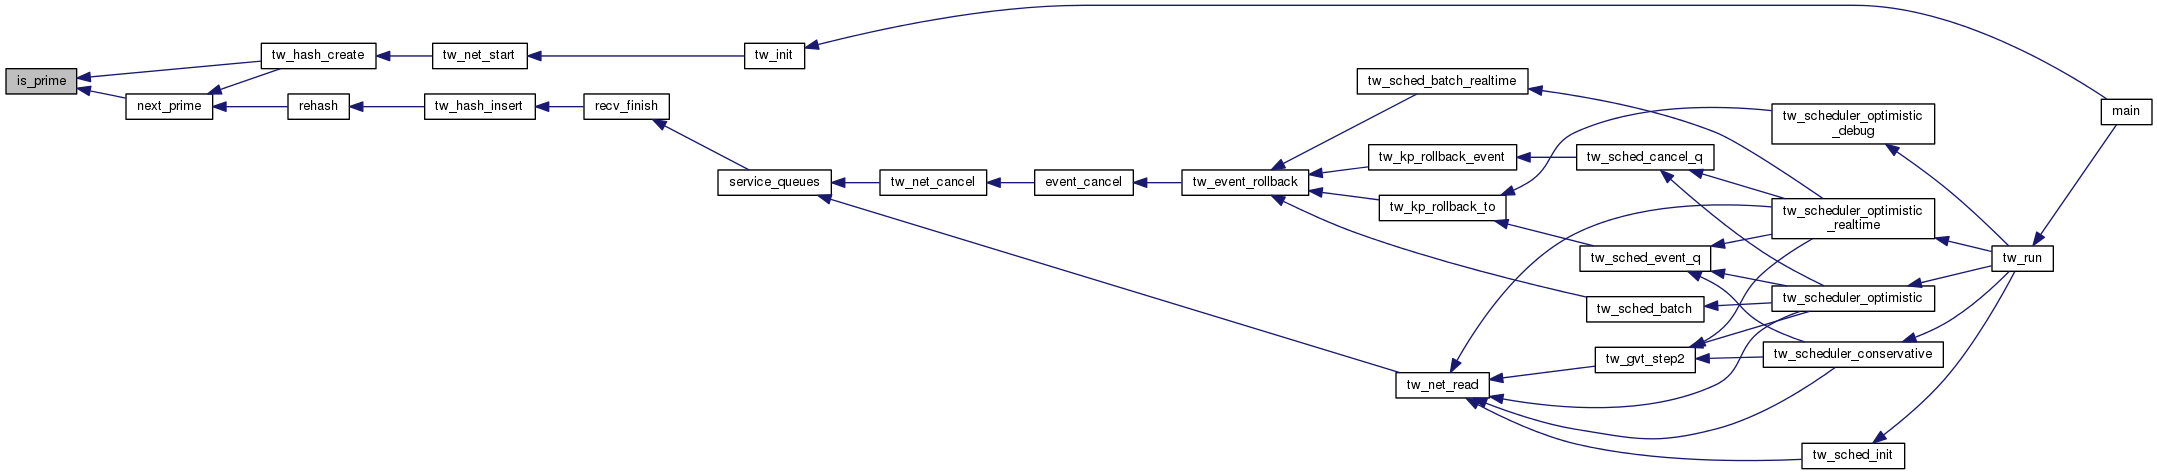 is_prime
tw_hash_create
next_prime
tw_net_start
rehash
tw_hash_insert
tw_init
recv_finish
service_queues
tw_net_cancel
event_cancel
tw_event_rollback
tw_sched_batch_realtime
tw_kp_rollback_event
tw_kp_rollback_to
tw_net_read
tw_sched_cancel_q
tw_sched_event_q
tw_sched_batch
tw_gvt_step2
tw_scheduler_optimistic
_debug
tw_scheduler_optimistic
_realtime
tw_scheduler_optimistic
tw_scheduler_conservative
tw_sched_init
tw_run
main